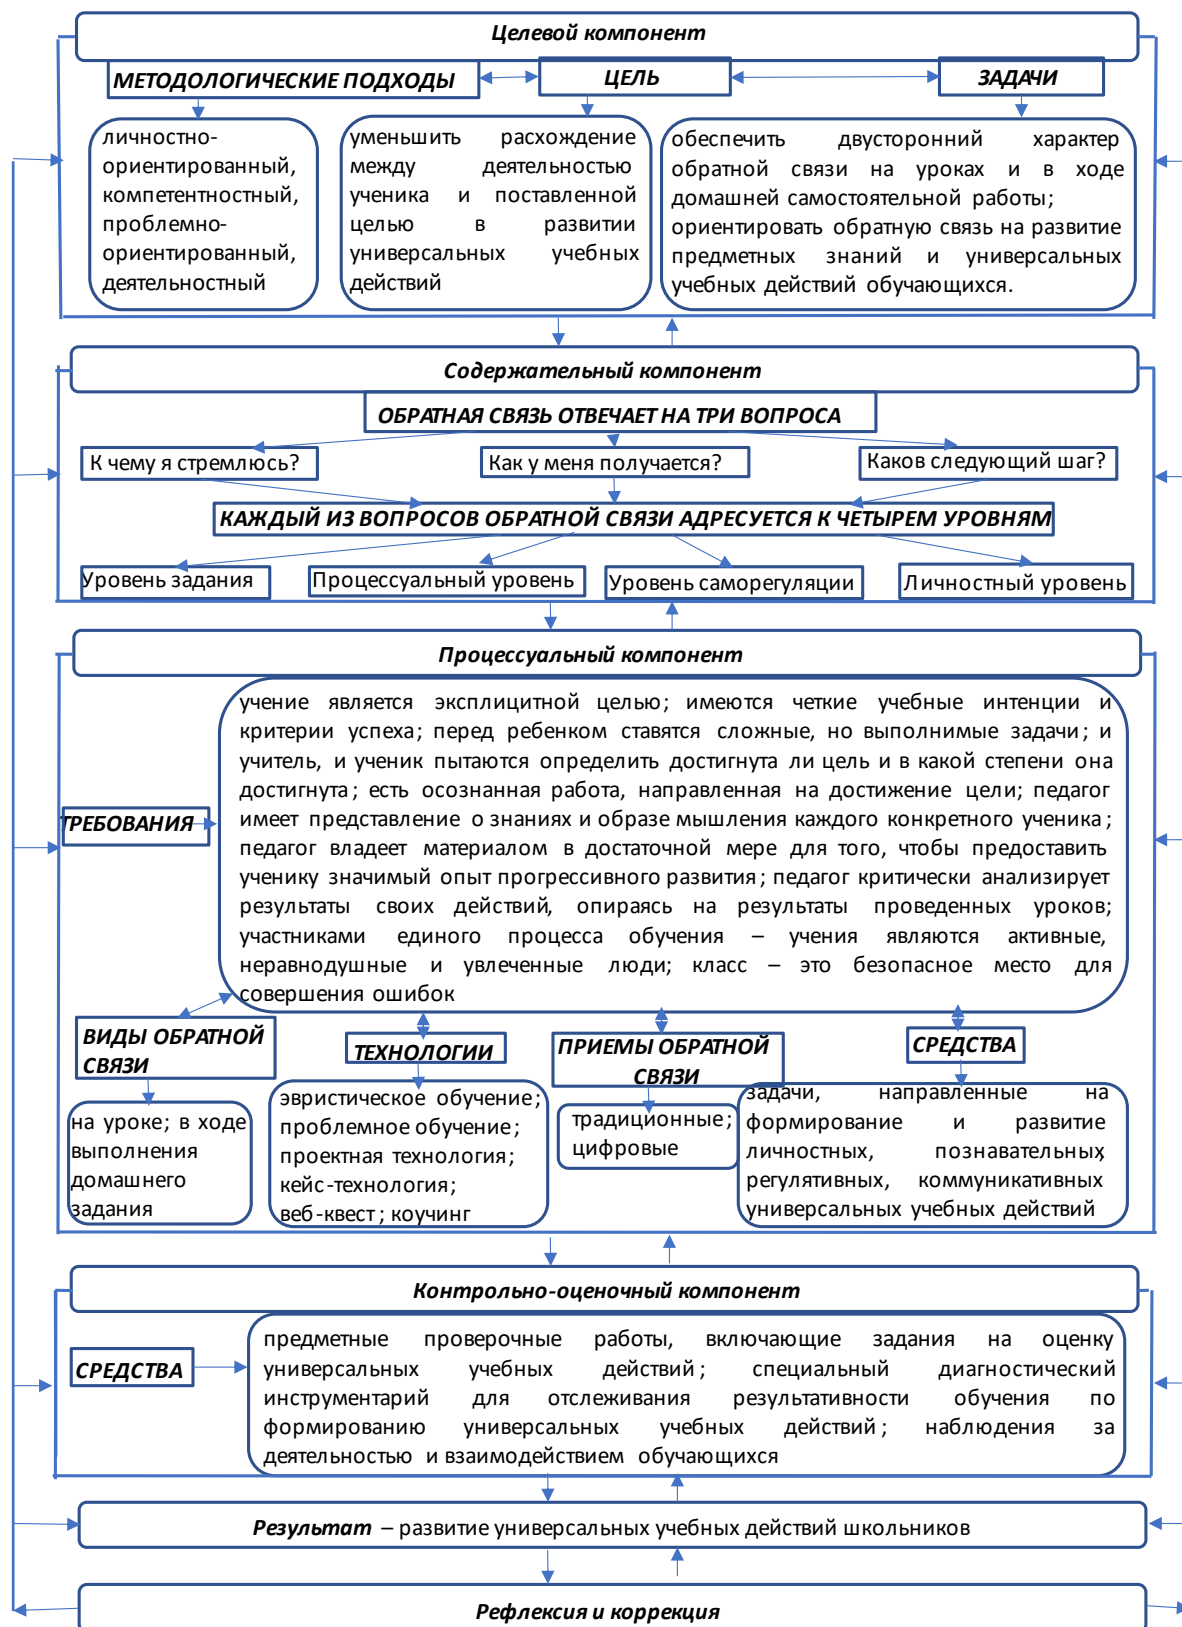 Целевой компонент
МЕТОДОЛОГИЧЕСКИЕ ПОДХОДЫ
ЦЕЛЬ
ЗАДАЧИ
личностно-
ориентированный,
компетентностный,
проблемно-
ориентированный,
деятельностный
уменьшить расхождение
между деятельностью
ученика и поставленной
целью в развитии
универсальных учебных
действий
обеспечить двусторонний характер
обратной связи на уроках и в ходе
домашней самостоятельной работы;
ориентировать обратную связь на развитие
предметных знаний и универсальных
учебных действий обучающихся.
Содержательный компонент
ОБРАТНАЯ СВЯЗЬ ОТВЕЧАЕТ НА ТРИ ВОПРОСА
К чему я стремлюсь?
Как у меня получается?
Каков следующий шаг?
КАЖДЫЙ ИЗ ВОПРОСОВ ОБРАТНОЙ СВЯЗИ АДРЕСУЕТСЯ К ЧЕТЫРЕМ УРОВНЯМ
Уровень задания
Процессуальный уровень
Уровень саморегуляции
Личностный уровень
Процессуальный компонент
ТРЕБОВАНИЯ
учение является эксплицитной целью; имеются четкие учебные интенции и
критерии успеха; перед ребенком ставятся сложные, но выполнимые задачи; и
учитель, и ученик пытаются определить достигнута ли цель и в какой степени она
достигнута; есть осознанная работа, направленная на достижение цели; педагог
имеет представление о знаниях и образе мышления каждого конкретного ученика;
педагог владеет материалом в достаточной мере для того, чтобы предоставить
ученику значимый опыт прогрессивного развития; педагог критически анализирует
результаты своих действий, опираясь на результаты проведенных уроков;
участниками единого процесса обучения – учения являются активные,
неравнодушные и увлеченные люди; класс – это безопасное место для
совершения ошибок
ВИДЫ ОБРАТНОЙ
СВЯЗИ
ТЕХНОЛОГИИ
ПРИЕМЫ ОБРАТНОЙ
СВЯЗИ
СРЕДСТВА
на уроке; в ходе
выполнения
домашнего
задания
эвристическое обучение;
проблемное обучение;
проектная технология;
кейс-технология;
веб-квест; коучинг
традиционные;
цифровые
задачи, направленные на
формирование и развитие
личностных, познавательных,
регулятивных, коммуникативных
универсальных учебных действий
Контрольно-оценочный компонент
СРЕДСТВА
предметные проверочные работы, включающие задания на оценку
универсальных учебных действий; специальный диагностический
инструментарий для отслеживания результативности обучения по
формированию универсальных учебных действий; наблюдения за
деятельностью и взаимодействием обучающихся
Результат – развитие универсальных учебных действий школьников
Рефлексия и коррекция